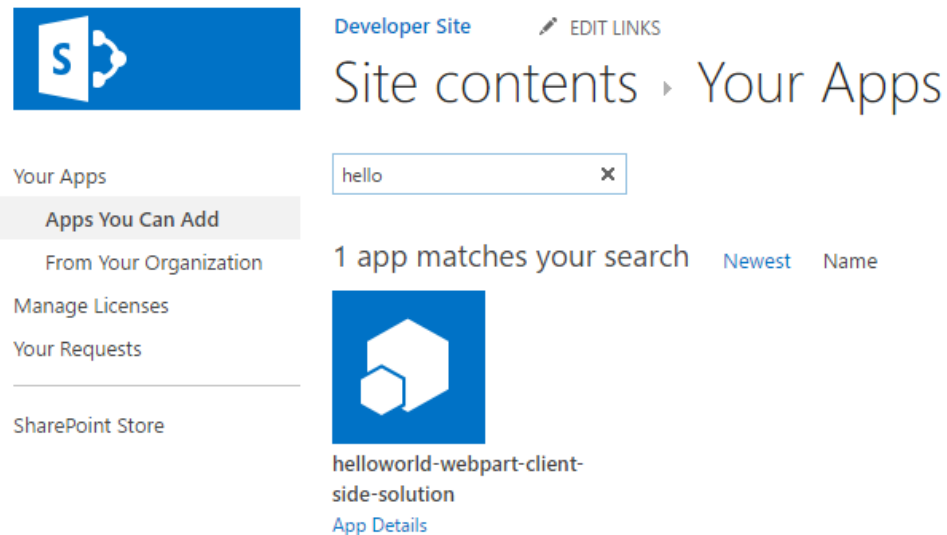 S
Developer Site
EDIT LINKS
Site contents ▸ Your Apps
Your Apps
Apps You Can Add
From Your Organization
Manage Licenses
Your Requests
SharePoint Store
hello
1 app matches your search
Newest
Name
helloworld-webpart-client-
side-solution
App Details